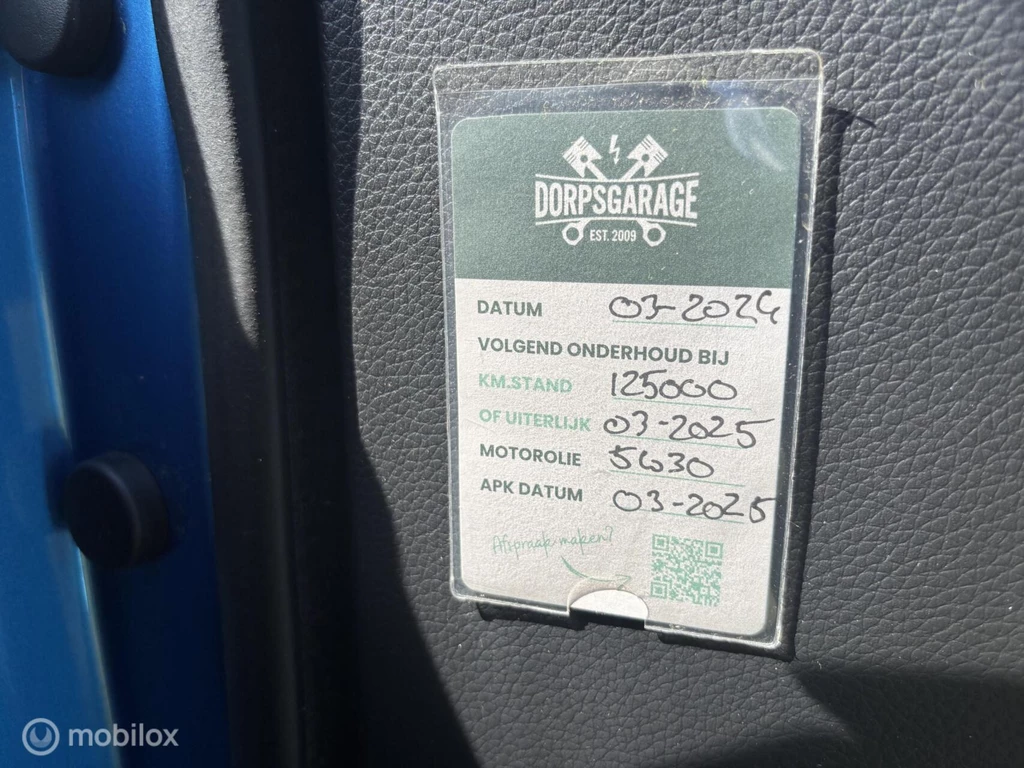 DORPSGARAGE
EST. 2009
DATUM 03-2024
VOLGEND ONDERHOUD BIJ
KM.STAND 125000
OF UITERLIJK 03-2025
MOTOROLIE 5W30
APK DATUM 03-2025
Afspraak maken?
mobilox